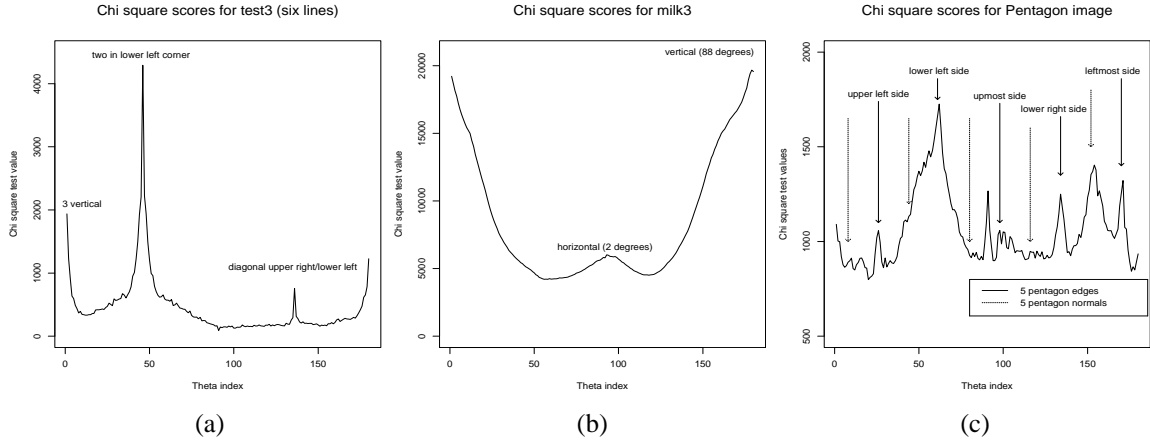 Chi square scores for test3 (six lines)
Chi square test value
0 1000 2000 3000 4000
two in lower left corner
3 vertical
diagonal upper right/lower left
0 50 100 150
Theta index
(a)
Chi square scores for milk3
Chi square test value
0 5000 10000 15000 20000
vertical (88 degrees)
horizontal (2 degrees)
0 50 100 150
Theta index
(b)
Chi square scores for Pentagon image
Chi square test values
500 1000 1500 2000
lower left side
leftmost side
upper left side
upmost side
lower right side
5 pentagon edges
5 pentagon normals
0 50 100 150
Theta index
(c)